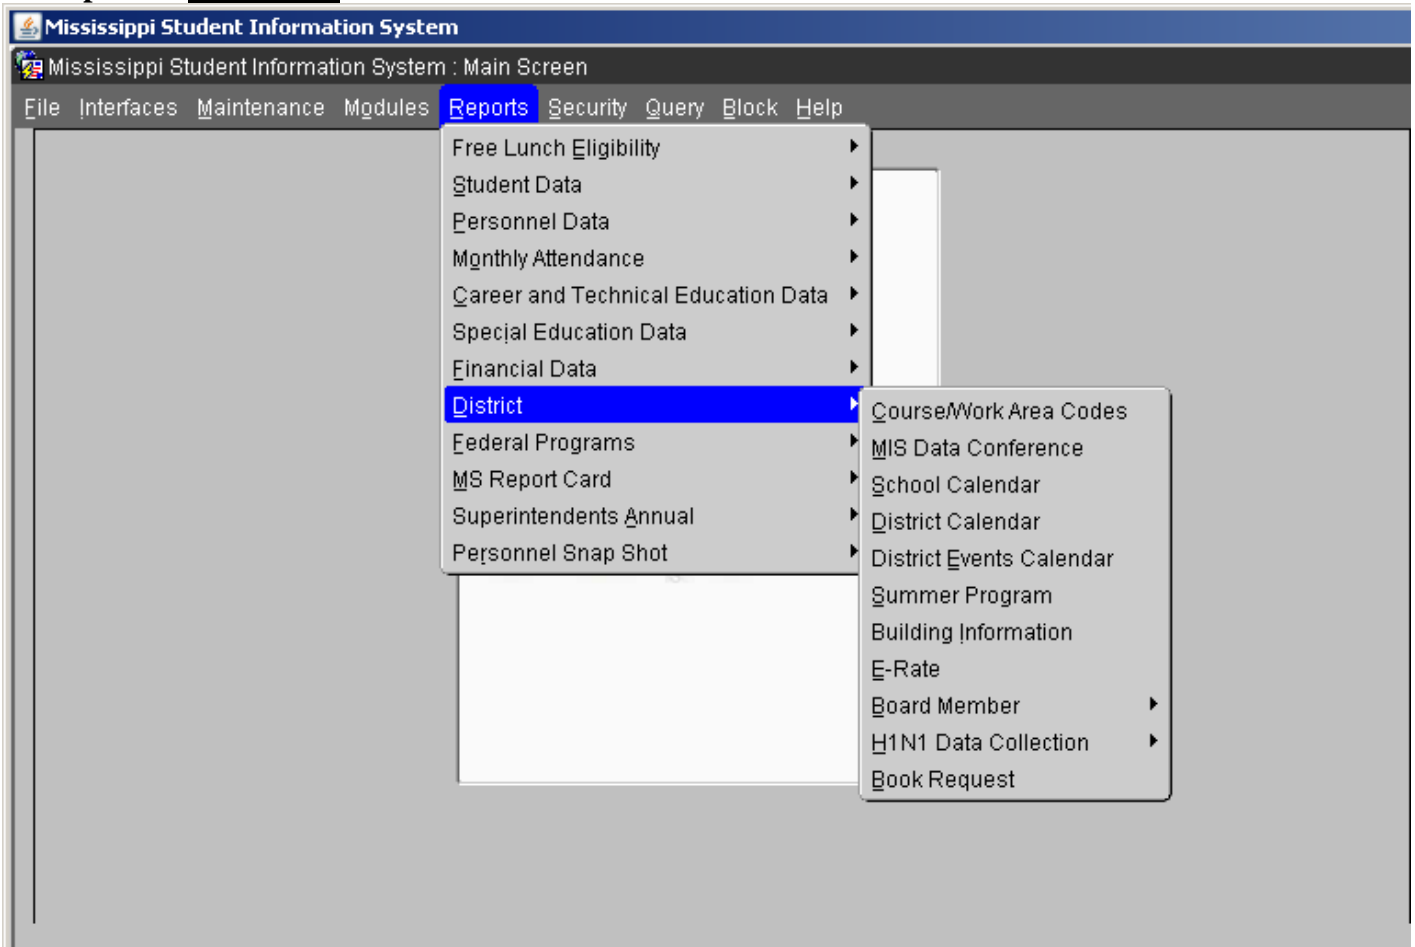 Mississippi Student Information System
Mississippi Student Information System : Main Screen
File Interfaces Maintenance Modules Reports Security Query Block Help
Free Lunch Eligibility
Student Data
Personnel Data
Monthly Attendance
Career and Technical Education Data
Special Education Data
Financial Data
District
Federal Programs
MS Report Card
Superintendents Annual
Personnel Snap Shot
Course/Work Area Codes
MIS Data Conference
School Calendar
District Calendar
District Events Calendar
Summer Program
Building Information
E-Rate
Board Member
H1N1 Data Collection
Book Request